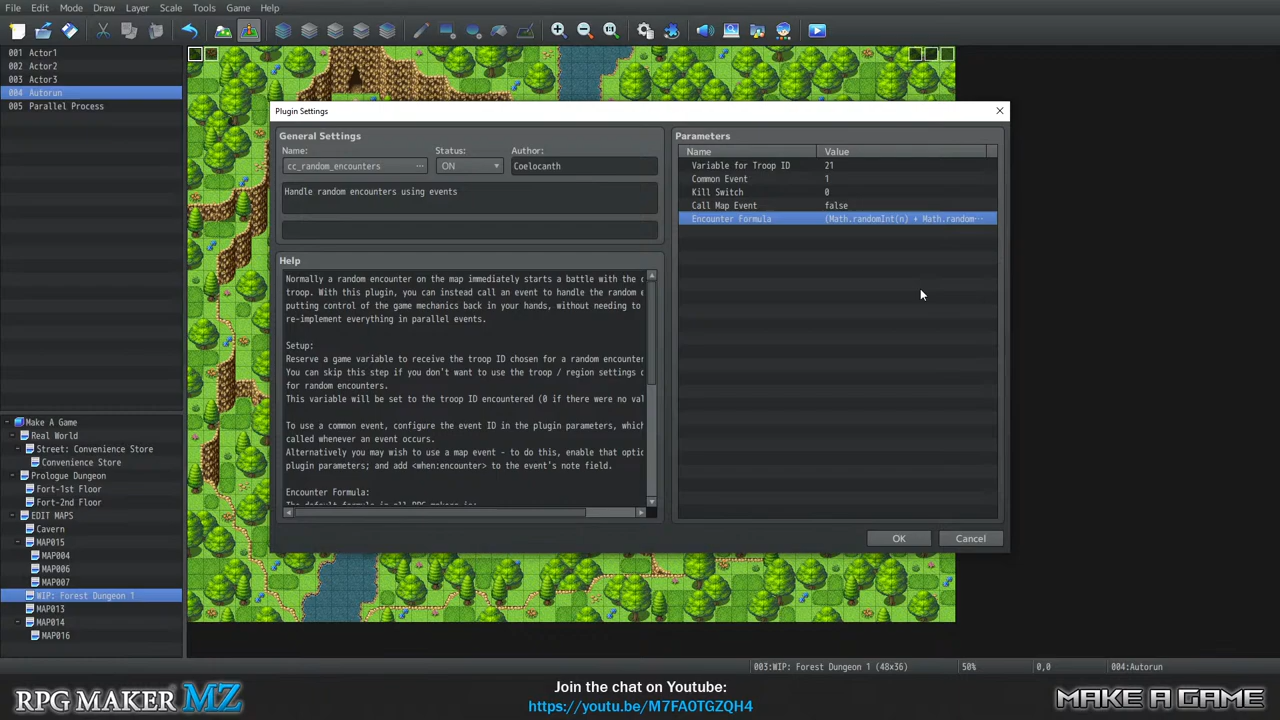 File Edit Mode Draw Layer Scale Tools Game Help
001 Actor1
002 Actor2
003 Actor3
004 Autorun
005 Parallel Process
Make A Game
Real World
Street: Convenience Store
Convenience Store
Prologue Dungeon
Fort-1st Floor
Fort-2nd Floor
EDIT MAPS
Cavern
MAP015
MAP004
MAP006
MAP007
WIP: Forest Dungeon 1
MAP013
MAP014
MAP016
Plugin Settings
General Settings
Name: Status: Author:
cc_random_encounters ··· ON Coelocanth
Handle random encounters using events
Help
Normally a random encounter on the map immediately starts a battle with the c
troop. With this plugin, you can instead call an event to handle the random e
putting control of the game mechanics back in your hands, without needing to
re-implement everything in parallel events.
Setup:
Reserve a game variable to receive the troop ID chosen for a random encounter
You can skip this step if you don't want to use the troop / region settings o
for random encounters.
This variable will be set to the troop ID encountered (0 if there were no val
To use a common event, configure the event ID in the plugin parameters, which
called whenever an event occurs.
Alternatively you may wish to use a map event - to do this, enable that optio
plugin parameters; and add <when:encounter> to the event's note field.
Encounter Formula:
The default formula in all RPG makers is:
Parameters
Name Value
Variable for Troop ID 21
Common Event 1
Kill Switch 0
Call Map Event false
Encounter formula (Math.randomInt(n) + Math.random···
OK Cancel
003:WIP: Forest Dungeon 1 (48x36) 50% 0,0 004:Autorun
RPG MAKER MZ
Join the chat on Youtube:
https://youtu.be/M7FA0TGZQH4
MAKE A GAME